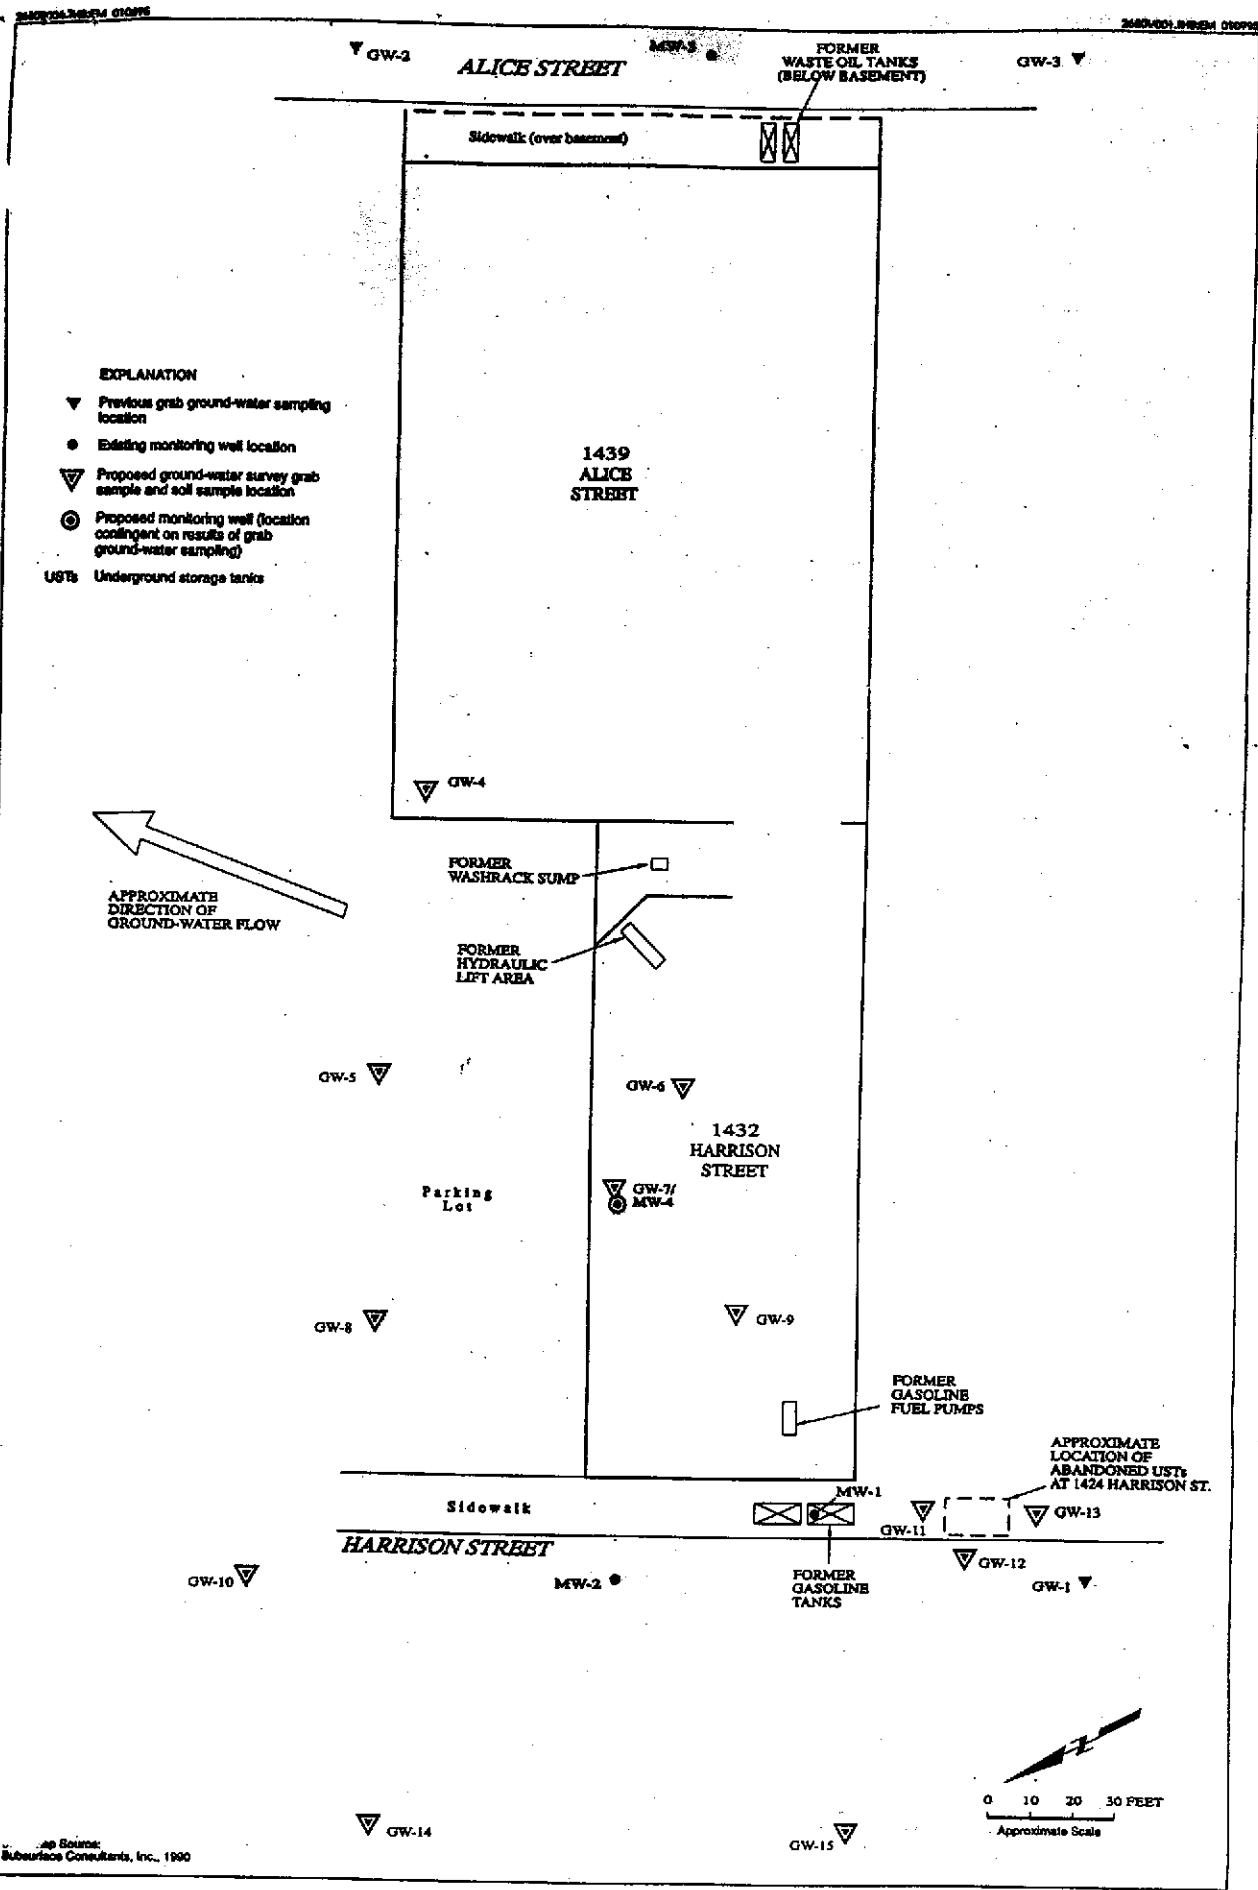 GW-2
ALICE STREET
MW-3
FORMER
WASTE OIL TANKS
(BELOW BASEMENT)
GW-3
Sidewalk (over basement)
EXPLANATION
Previous grab ground-water sampling
location
Existing monitoring well location
Proposed ground-water survey grab
sample and soil sample location
Proposed monitoring well (location
contingent on results of grab
ground-water sampling)
USTs Underground storage tanks
1439
ALICE
STREET
GW-4
APPROXIMATE
DIRECTION OF
GROUND-WATER FLOW
FORMER
WASHRACK SUMP
FORMER
HYDRAULIC
LIFT AREA
GW-5
GW-6
1432
HARRISON
STREET
Parking
Lot
GW-7/
MW-4
GW-8
GW-9
FORMER
GASOLINE
FUEL PUMPS
APPROXIMATE
LOCATION OF
ABANDONED USTs
AT 1424 HARRISON ST.
Sidewalk
MW-1
GW-11
GW-13
HARRISON STREET
GW-10
MW-2
FORMER
GASOLINE
TANKS
GW-12
GW-1
Z
0 10 20 30 FEET
Approximate Scale
GW-14
GW-15
Source:
Subsurface Consultants, Inc., 1990